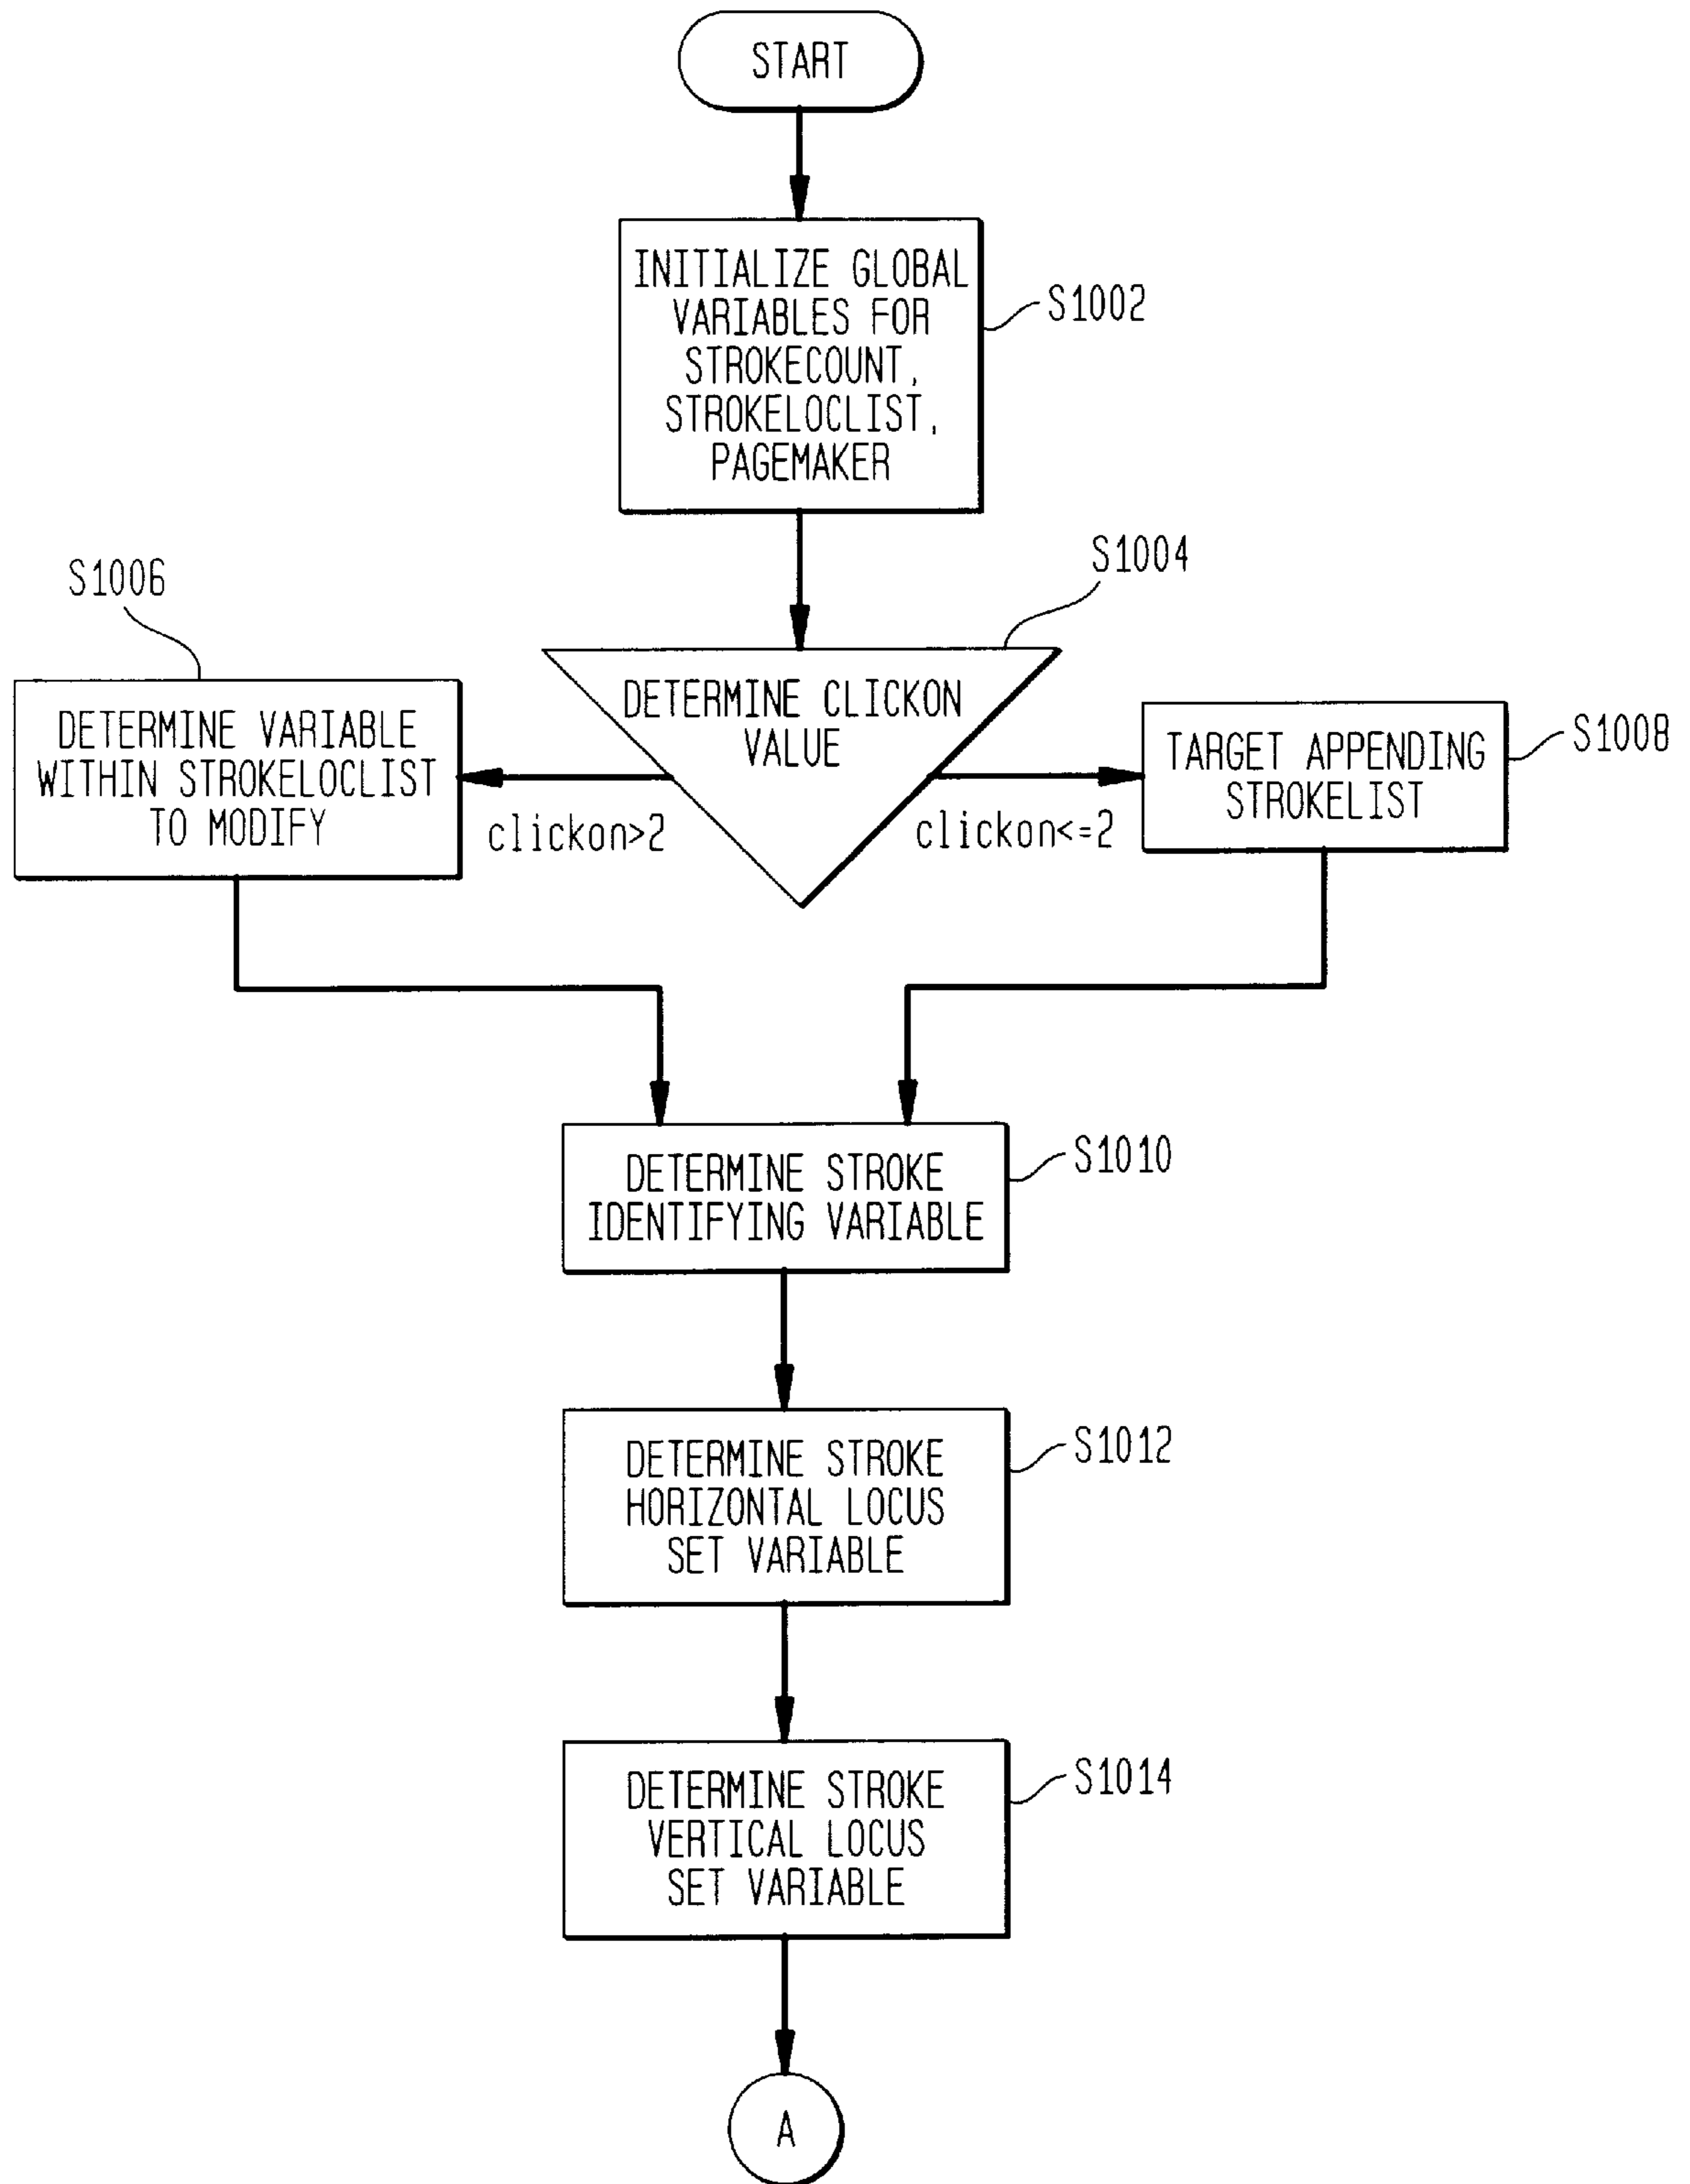 START
INITIALIZE GLOBAL
VARIABLES FOR
STROKECOUNT,
STROKELOCLIST,
PAGEMAKER
S1002
S1004
S1006
DETERMINE CLICKON
VALUE
DETERMINE VARIABLE
WITHIN STROKELOCLIST
TO MODIFY
clickon>2
clickon<=2
TARGET APPENDING
STROKELIST
S1008
DETERMINE STROKE
IDENTIFYING VARIABLE
S1010
DETERMINE STROKE
HORIZONTAL LOCUS
SET VARIABLE
S1012
DETERMINE STROKE
VERTICAL LOCUS
SET VARIABLE
S1014
A